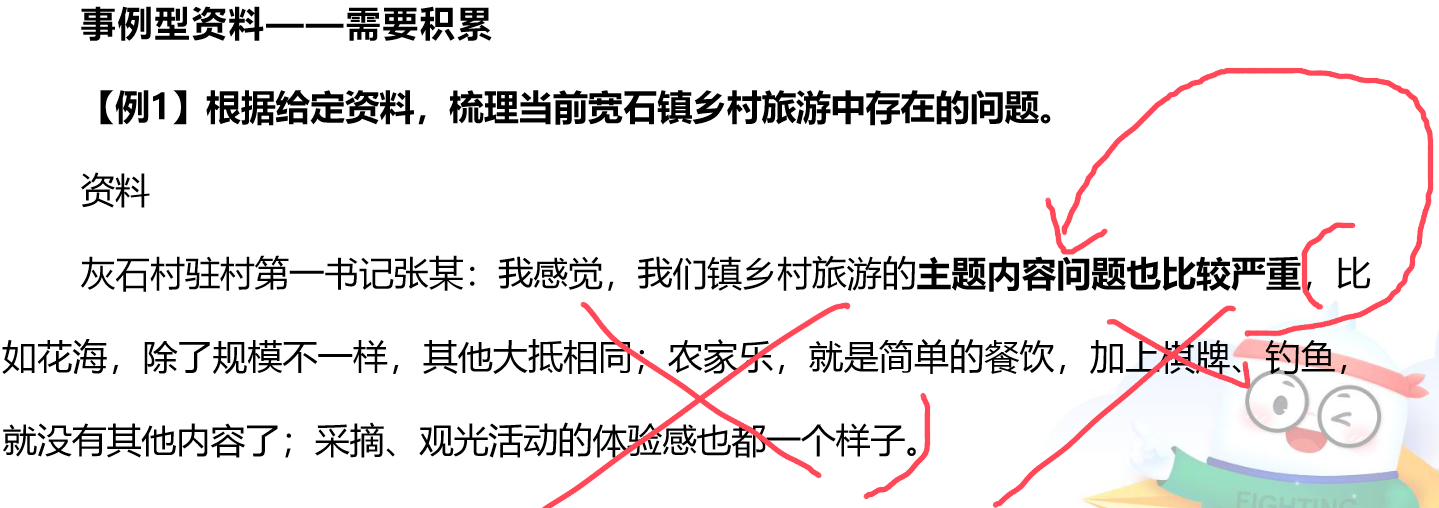 事例型资料——需要积累
【例1】根据给定资料，梳理当前宽石镇乡村旅游中存在的问题。
资料
灰石村驻村第一书记张某：我感觉，我们镇乡村旅游的主题内容问题也比较严重，比
如花海，除了规模不一样，其他大抵相同；农家乐，就是简单的餐饮，加上棋牌、钓鱼，
就没有其他内容了；采摘、观光活动的体验感也都一个样子。
FIGHTING